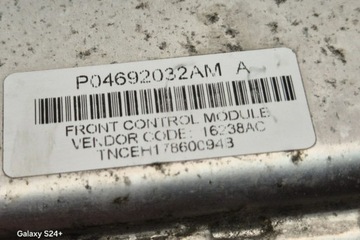 P04692032AM A
FRONT CONTROL MODULE
VENDOR CODE: 16238AC
TNCEH178600943
Galaxy S24+